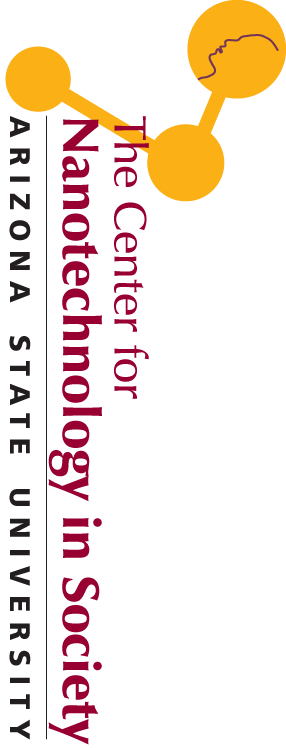 The Center for
Nanotechnology in Society
ARIZONA STATE UNIVERSITY